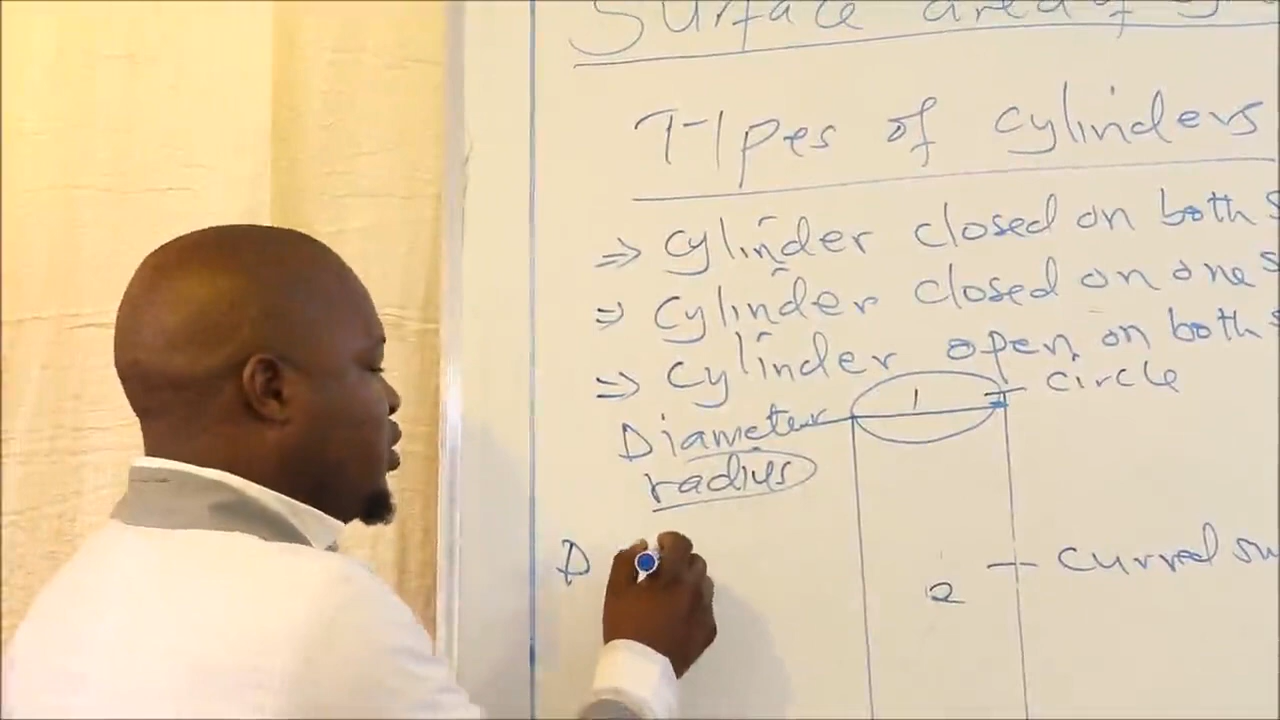 Surface area of
Types of cylinders
⇒ cylinder closed on both s
⇒ cylinder closed on one s
⇒ cylinder open on both s
circle
1
Diameter
radius
D
curved su
2